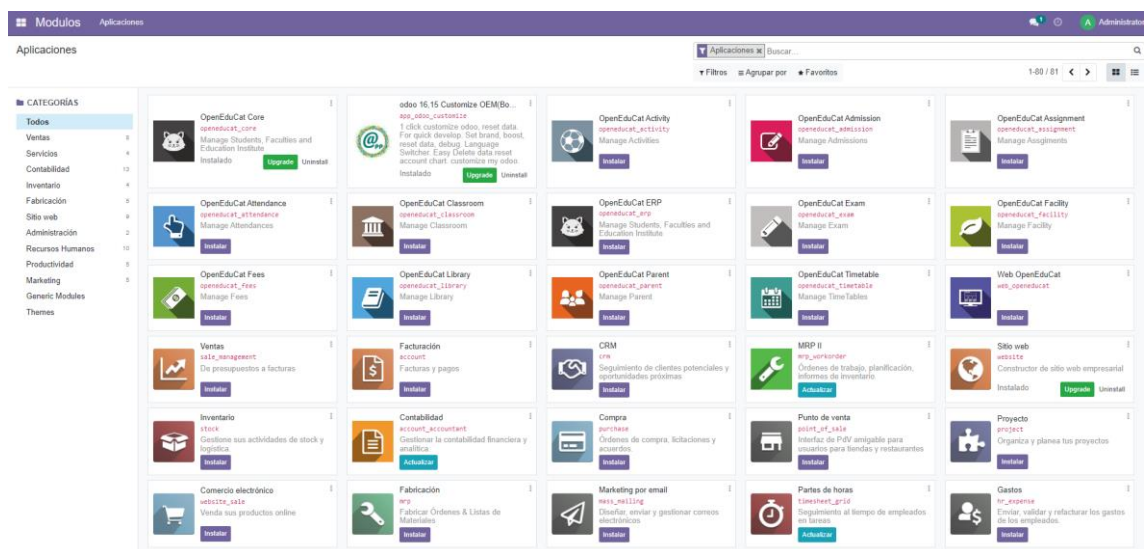 Modulos Aplicaciones Administrator
Aplicaciones
Aplicaciones Buscar...
Filtros Agrupar por Favoritos 1-80 / 81
CATEGORÍAS
Todos
Ventas 8
Servicios 4
Contabilidad 13
Inventario 4
Fabricación 5
Sitio web 9
Administración 2
Recursos Humanos 10
Productividad 5
Marketing 5
Generic Modules
Themes
OpenEduCat Core
openeducat_core
Manage Students, Faculties and
Education Institute
Instalado Upgrade Uninstall
odoo 16,15 Customize OEM(Bo...
app_odoo_customize
1 click customize odoo, reset data.
For quick develop. Set brand, boost,
reset data, debug. Language
Switcher. Easy Delete data.reset
account chart. customize my odoo
Instalado Upgrade Uninstall
OpenEduCat Activity
openeducat_activity
Manage Activities
Instalar
OpenEduCat Admission
openeducat_admission
Manage Admissions
Instalar
OpenEduCat Assignment
openeducat_assignment
Manage Assgiments
Instalar
OpenEduCat Attendance
openeducat_attendance
Manage Attendances
Instalar
OpenEduCat Classroom
openeducat_classroom
Manage Classroom
Instalar
OpenEduCat ERP
openeducat_erp
Manage Students, Faculties and
Education Institute
Instalar
OpenEduCat Exam
openeducat_exam
Manage Exam
Instalar
OpenEduCat Facility
openeducat_facility
Manage Facility
Instalar
OpenEduCat Fees
openeducat_fees
Manage Fees
Instalar
OpenEduCat Library
openeducat_library
Manage Library
Instalar
OpenEduCat Parent
openeducat_parent
Manage Parent
Instalar
OpenEduCat Timetable
openeducat_timetable
Manage TimeTables
Instalar
Web OpenEduCat
web_openeducat
Instalar
Ventas
sale_management
De presupuestos a facturas
Instalar
Facturación
account
Facturas y pagos
Instalar
CRM
crm
Seguimiento de clientes potenciales y
oportunidades próximas
Instalar
MRP II
mrp_workorder
Órdenes de trabajo, planificación,
informes de inventario
Actualizar
Sitio web
website
Constructor de sitio web empresarial
Instalado Upgrade Uninstall
Inventario
stock
Gestione sus actividades de stock y
logística.
Instalar
Contabilidad
account_accountant
Gestionar la contabilidad financiera y
analítica
Actualizar
Compra
purchase
Órdenes de compra, licitaciones y
acuerdos.
Instalar
Punto de venta
point_of_sale
Interfaz de PdV amigable para
usuarios para tiendas y restaurantes
Instalar
Proyecto
project
Organiza y planea tus proyectos
Instalar
Comercio electrónico
website_sale
Venda sus productos online
Instalar
Fabricación
mrp
Fabricar Órdenes & Listas de
Materiales
Instalar
Marketing por email
mass_mailing
Diseñar, enviar y gestionar correos
electrónicos
Instalar
Partes de horas
timesheet_grid
Seguimiento al tiempo de empleados
en tareas
Actualizar
Gastos
hr_expense
Enviar, validar y refacturar los gastos
de los empleados.
Instalar